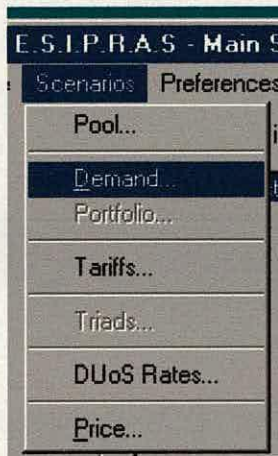 E.S.I.P.R.A.S - Main S
Scenarios Preferences
Pool...
Demand...
Portfolio...
Tariffs...
Triads...
DUoS Rates...
Price...